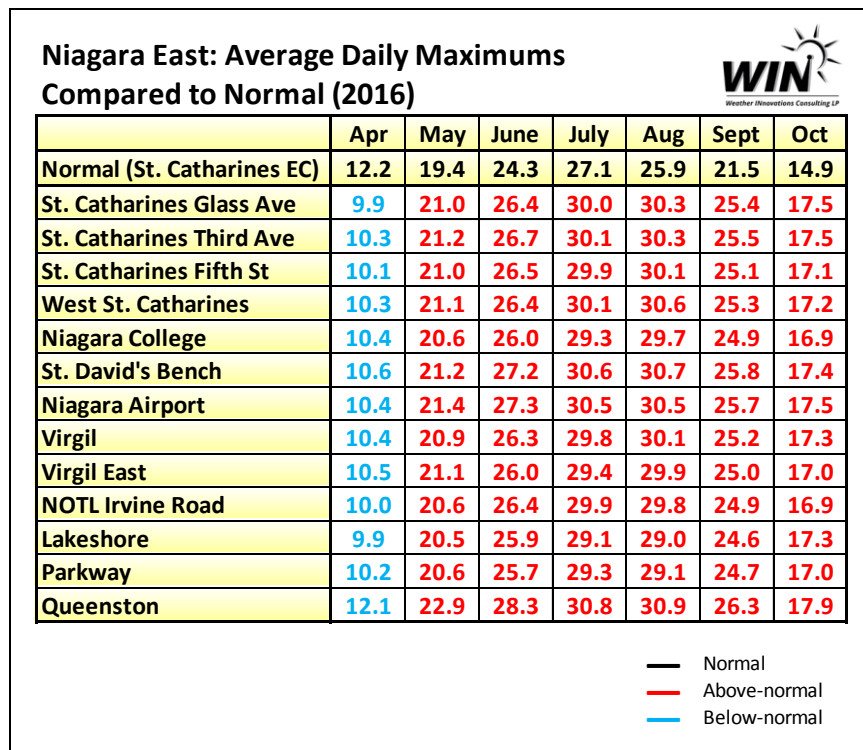 Niagara East: Average Daily Maximums
Compared to Normal (2016)
WIN
Weather INnovations Consulting LP
Apr May June July Aug Sept Oct
Normal (St. Catharines EC) 12.2 19.4 24.3 27.1 25.9 21.5 14.9
St. Catharines Glass Ave 9.9 21.0 26.4 30.0 30.3 25.4 17.5
St. Catharines Third Ave 10.3 21.2 26.7 30.1 30.3 25.5 17.5
St. Catharines Fifth St 10.1 21.0 26.5 29.9 30.1 25.1 17.1
West St. Catharines 10.3 21.1 26.4 30.1 30.6 25.3 17.2
Niagara College 10.4 20.6 26.0 29.3 29.7 24.9 16.9
St. David's Bench 10.6 21.2 27.2 30.6 30.7 25.8 17.4
Niagara Airport 10.4 21.4 27.3 30.5 30.5 25.7 17.5
Virgil 10.4 20.9 26.3 29.8 30.1 25.2 17.3
Virgil East 10.5 21.1 26.0 29.4 29.9 25.0 17.0
NOTL Irvine Road 10.0 20.6 26.4 29.9 29.8 24.9 16.9
Lakeshore 9.9 20.5 25.9 29.1 29.0 24.6 17.3
Parkway 10.2 20.6 25.7 29.3 29.1 24.7 17.0
Queenston 12.1 22.9 28.3 30.8 30.9 26.3 17.9
Normal
Above-normal
Below-normal